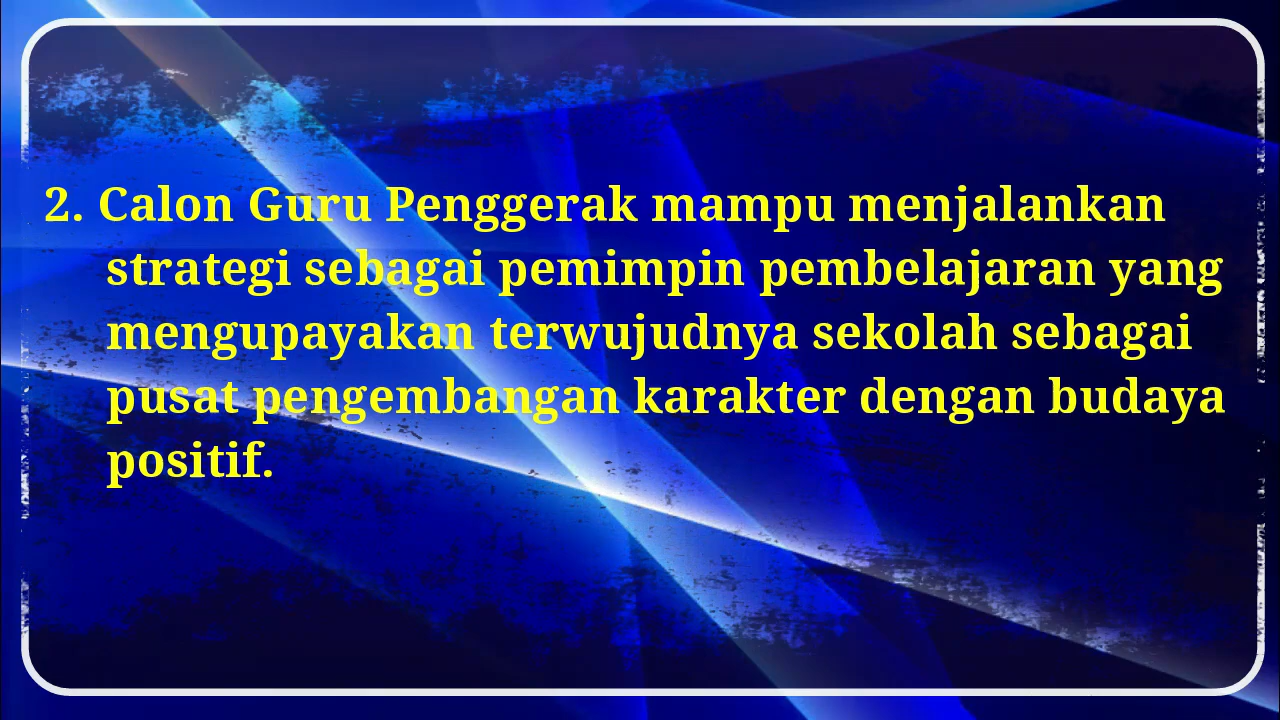 2. Calon Guru Penggerak mampu menjalankan
strategi sebagai pemimpin pembelajaran yang
mengupayakan terwujudnya sekolah sebagai
pusat pengembangan karakter dengan budaya
positif.